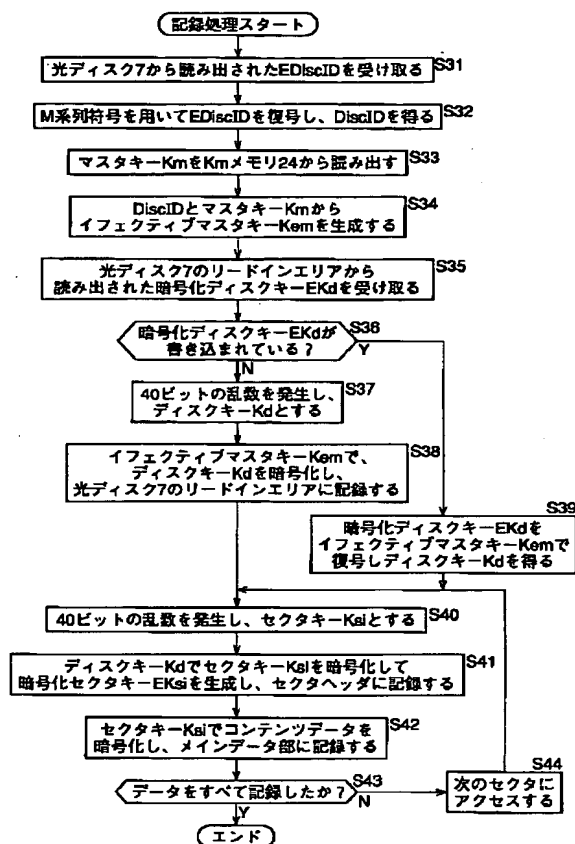 記録処理スタート
S31
光ディスク7から読み出されたEDiscIDを受け取る
S32
M系列符号を用いてEDiscIDを復号し、DiscIDを得る
S33
マスタキーKmをKmメモリ24から読み出す
S34
DiscIDとマスタキーKmから
イフェクティブマスタキーKemを生成する
S35
光ディスク7のリードインエリアから
読み出された暗号化ディスクキーEKdを受け取る
S36
暗号化ディスクキーEKdが
書き込まれている?
Y
N
S37
40ビットの乱数を発生し、
ディスクキーKdとする
S38
イフェクティブマスタキーKemで、
ディスクキーKdを暗号化し、
光ディスク7のリードインエリアに記録する
S39
暗号化ディスクキーEKdを
イフェクティブマスタキーKemで
復号しディスクキーKdを得る
S40
40ビットの乱数を発生し、セクタキーKsiとする
S41
ディスクキーKdでセクタキーKsiを暗号化して
暗号化セクタキーEKsiを生成し、セクタヘッダに記録する
S42
セクタキーKsiでコンテンツデータを
暗号化し、メインデータ部に記録する
S43
データをすべて記録したか?
N
Y
S44
次のセクタに
アクセスする
エンド